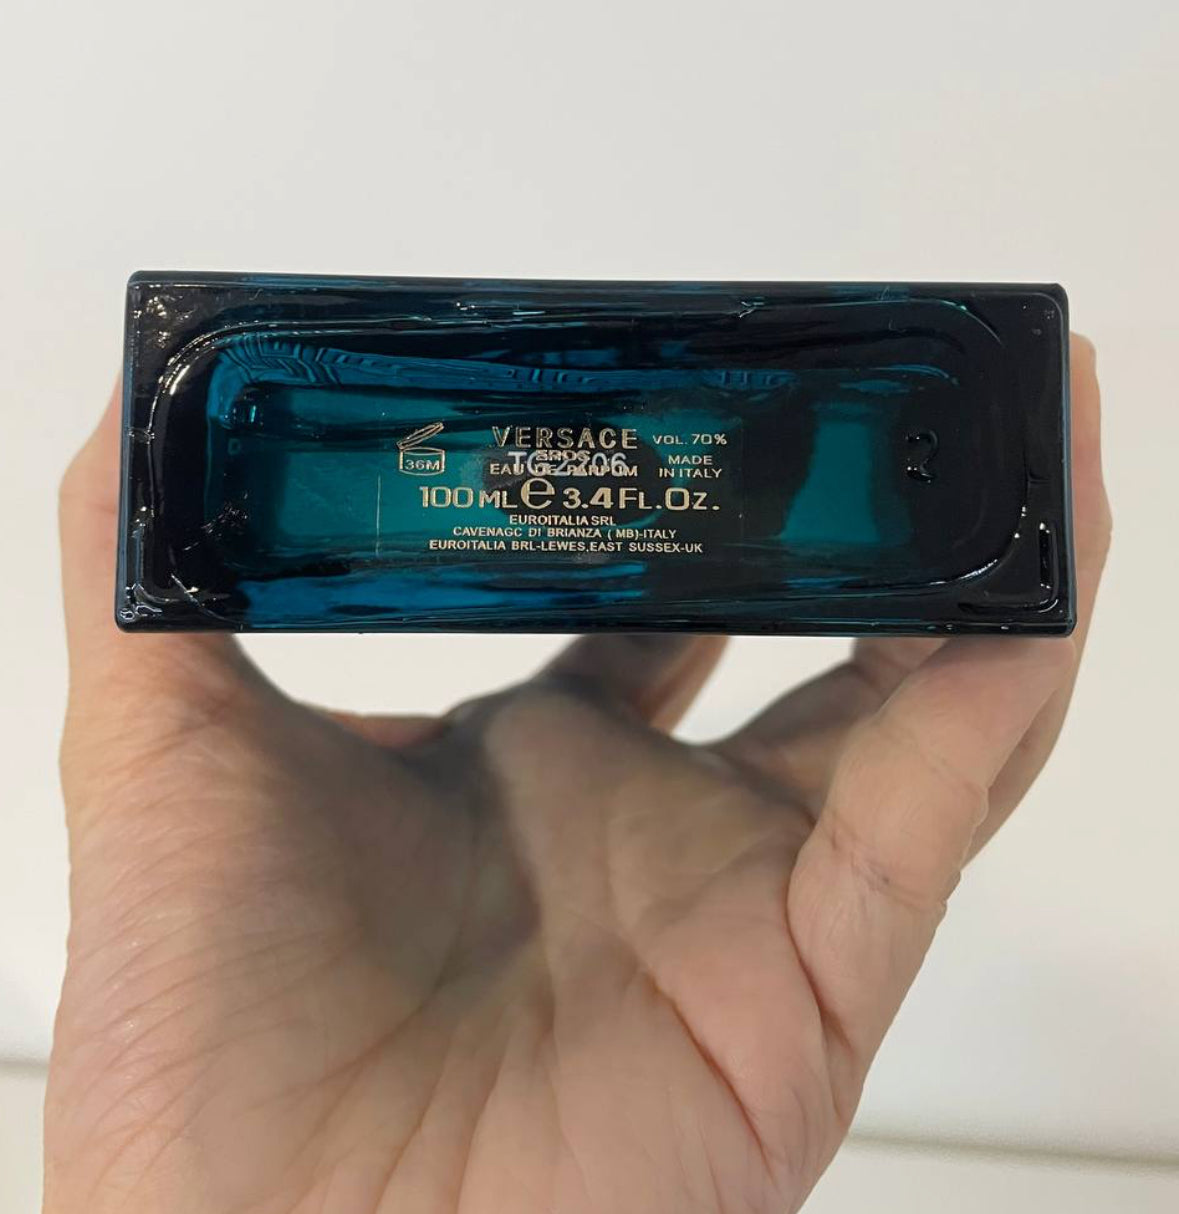 VERSACE VOL. 70%
EROS
TG2206
EAU DE PARFUM
MADE
IN ITALY
36M
100 ML e 3.4 FL.OZ.
EUROITALIA SRL
CAVENAGC DI BRIANZA ( MB)-ITALY
EUROITALIA BRL-LEWES,EAST SUSSEX-UK
2